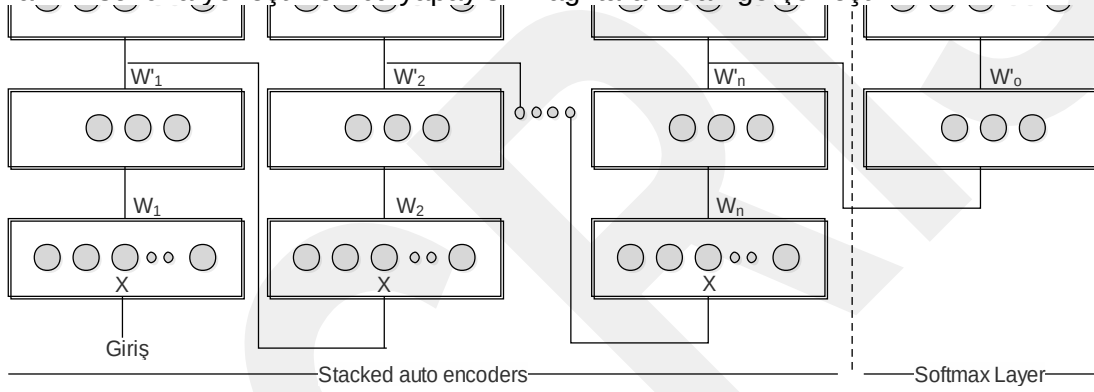 W'1 W'2 W'n W'o
W1 W2 Wn
X X X
Giriş
Stacked auto encoders Softmax Layer